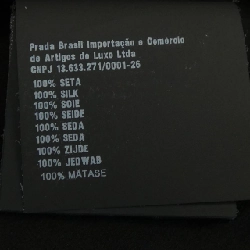 Prada Brasil Importação e Comércio
de Artigos de Luxo Ltda
CNPJ 13.633.271/0001-26
100% SETA
100% SILK
100% SOIE
100% SEIDE
100% SEDA
100% SEDA
100% ZIJDE
100% JEDWAB
100% MÄTASE